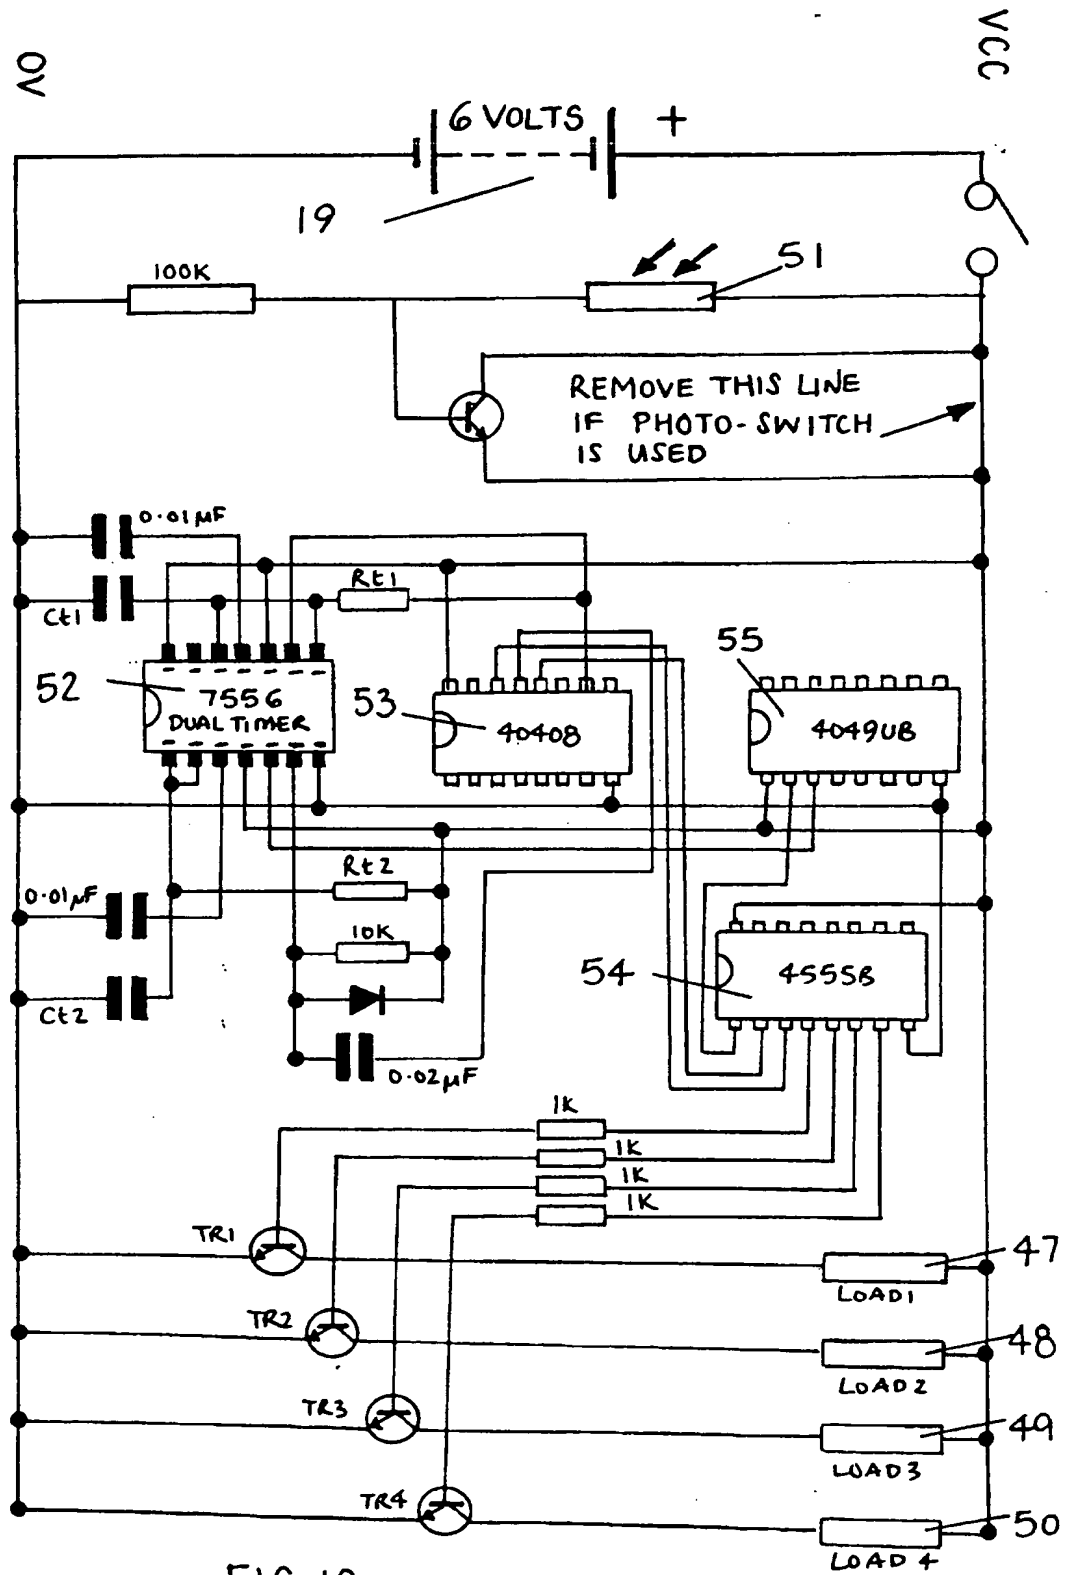 0V
VCC
6 VOLTS +
19
100K
51
REMOVE THIS LINE
IF PHOTO-SWITCH
IS USED
0.01µF
Rt1
Ct1
52
7556
DUAL TIMER
53
4040B
55
4049UB
Rt2
0.01µF
10K
54
4555B
Ct2
0.02µF
1K
1K
1K
1K
TR1
47
LOAD1
TR2
48
LOAD2
TR3
49
LOAD3
TR4
50
LOAD 4